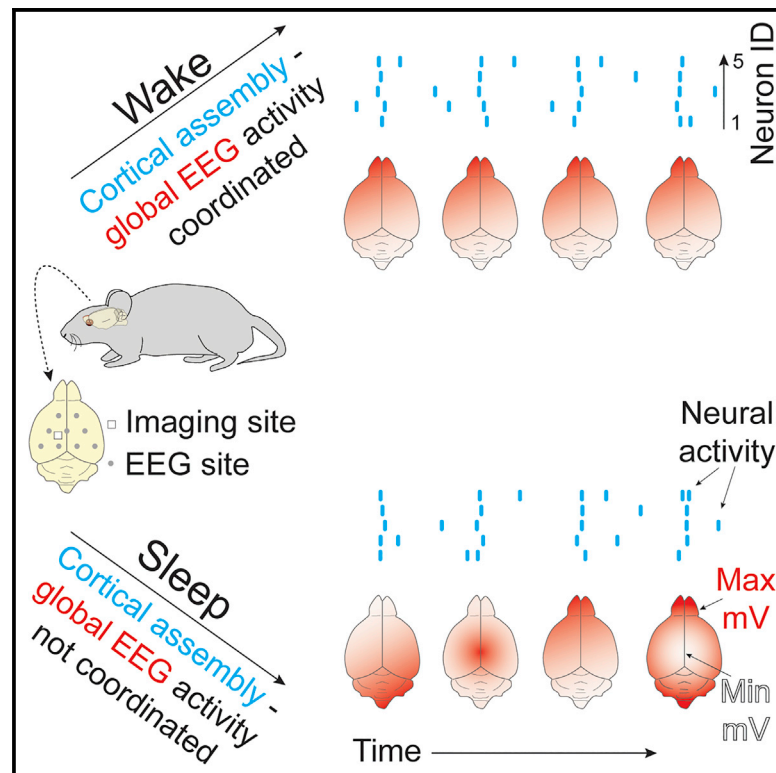 Wake
Cortical assembly -
global EEG activity
coordinated
5
1
Neuron ID
Imaging site
EEG site
Neural
activity
Sleep
Cortical assembly -
global EEG activity
not coordinated
Max
mV
Min
mV
Time